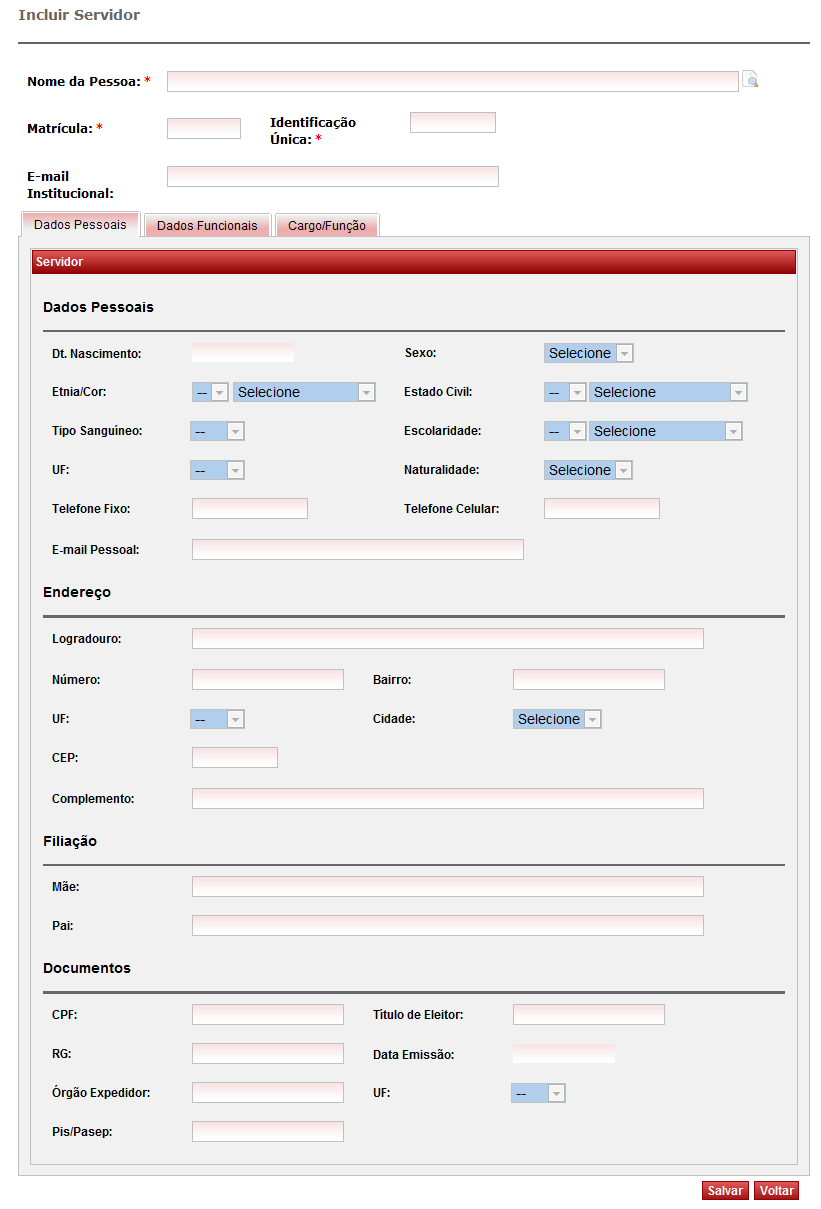 Incluir Servidor
Nome da Pessoa: *
Matrícula: * Identificação Única: *
E-mail Institucional:
Dados Pessoais Dados Funcionais Cargo/Função
Servidor
Dados Pessoais
Dt. Nascimento: Sexo: Selecione
Etnia/Cor: -- Selecione Estado Civil: -- Selecione
Tipo Sanguíneo: -- Escolaridade: -- Selecione
UF: -- Naturalidade: Selecione
Telefone Fixo: Telefone Celular:
E-mail Pessoal:
Endereço
Logradouro:
Número: Bairro:
UF: -- Cidade: Selecione
CEP:
Complemento:
Filiação
Mãe:
Pai:
Documentos
CPF: Título de Eleitor:
RG: Data Emissão:
Órgão Expedidor: UF: --
Pis/Pasep:
Salvar Voltar